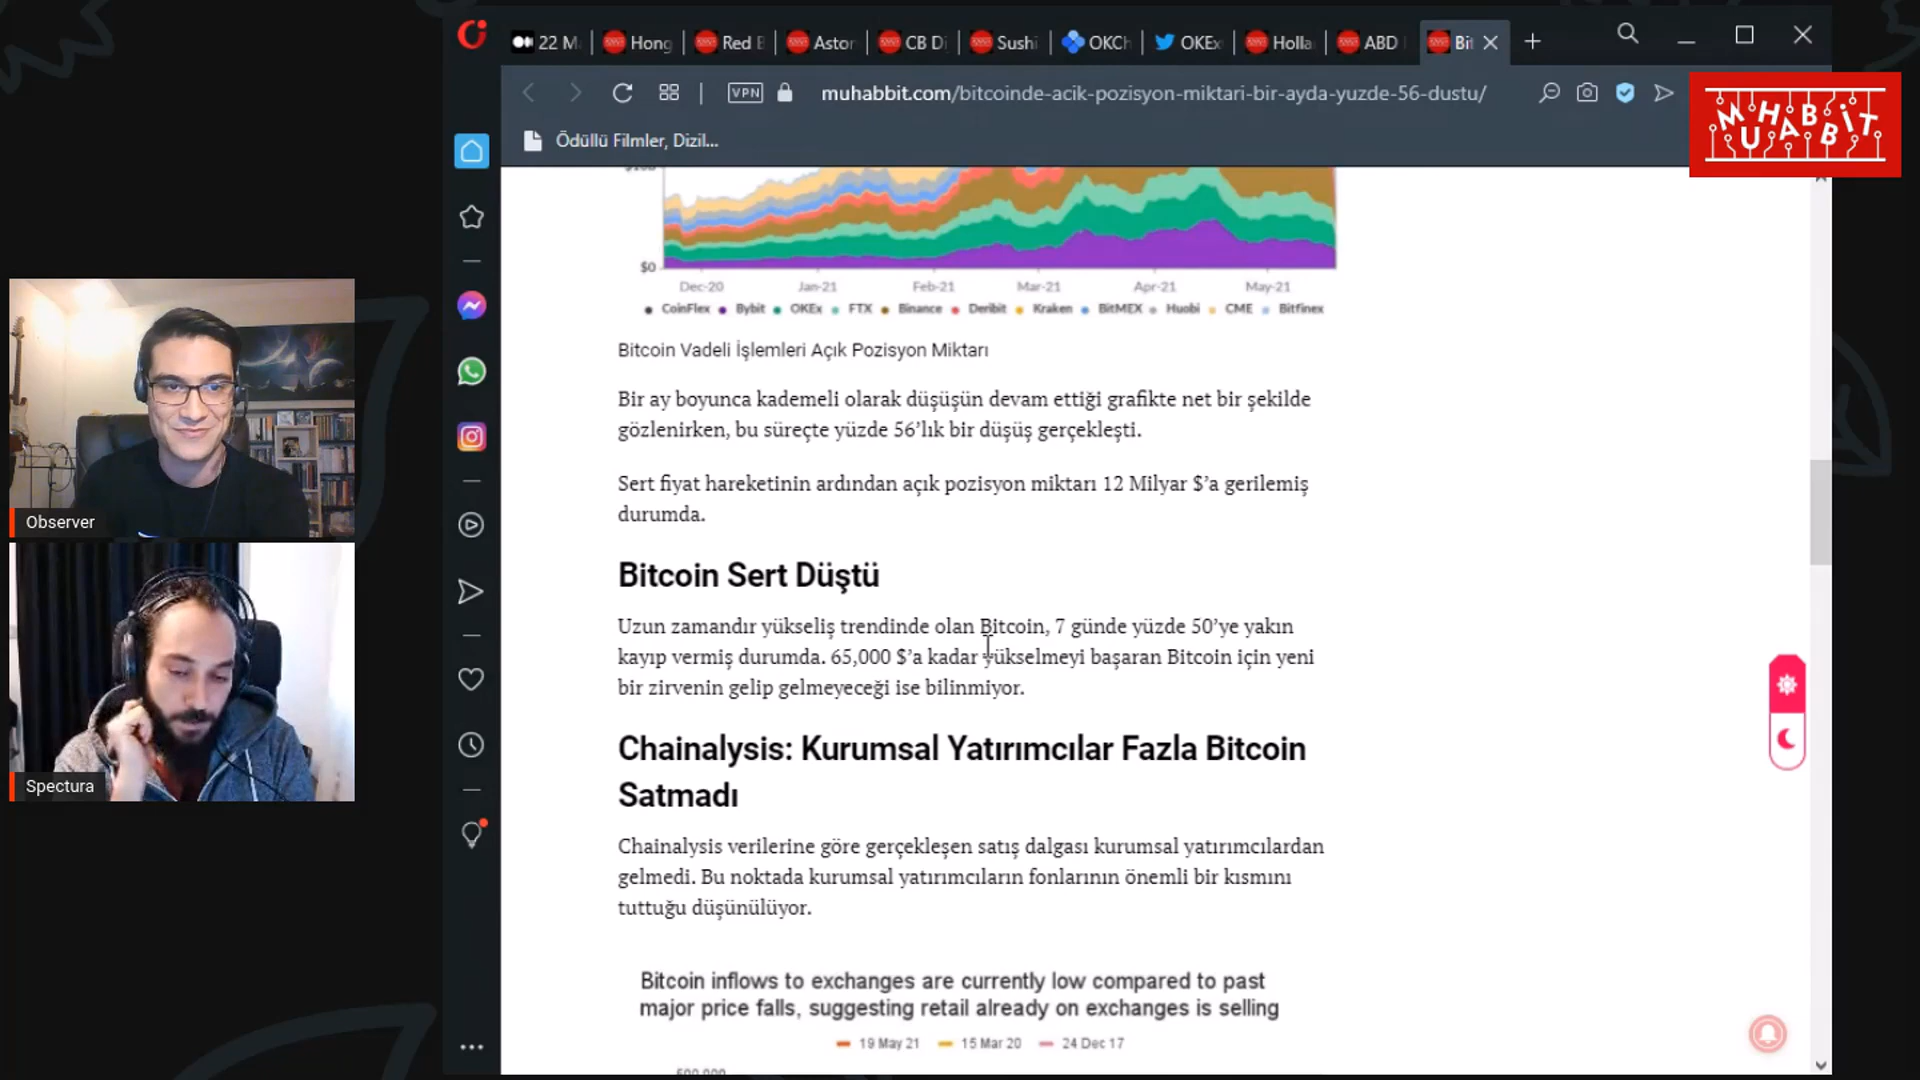 22 M
Hong
Red B
Aston
CB Di
Sushi
OKCh
OKEx
Holla
ABD
Bit
VPN
muhabbit.com/bitcoinde-acik-pozisyon-miktari-bir-ayda-yuzde-56-dustu/
MUHABBİT
Ödüllü Filmler, Dizil...
$0
Dec-20 Jan-21 Feb-21 Mar-21 Apr-21 May-21
CoinFlex Bybit OKEx FTX Binance Deribit Kraken BitMEX Huobi CME Bitfinex
Bitcoin Vadeli İşlemleri Açık Pozisyon Miktarı
Bir ay boyunca kademeli olarak düşüşün devam ettiği grafikte net bir şekilde
gözlenirken, bu süreçte yüzde 56’lık bir düşüş gerçekleşti.
Sert fiyat hareketinin ardından açık pozisyon miktarı 12 Milyar $’a gerilemiş
durumda.
Bitcoin Sert Düştü
Uzun zamandır yükseliş trendinde olan Bitcoin, 7 günde yüzde 50’ye yakın
kayıp vermiş durumda. 65,000 $’a kadar yükselmeyi başaran Bitcoin için yeni
bir zirvenin gelip gelmeyeceği ise bilinmiyor.
Chainalysis: Kurumsal Yatırımcılar Fazla Bitcoin
Satmadı
Chainalysis verilerine göre gerçekleşen satış dalgası kurumsal yatırımcılardan
gelmedi. Bu noktada kurumsal yatırımcıların fonlarının önemli bir kısmını
tuttuğu düşünülüyor.
Bitcoin inflows to exchanges are currently low compared to past
major price falls, suggesting retail already on exchanges is selling
19 May 21 15 Mar 20 24 Dec 17
Observer
Spectura